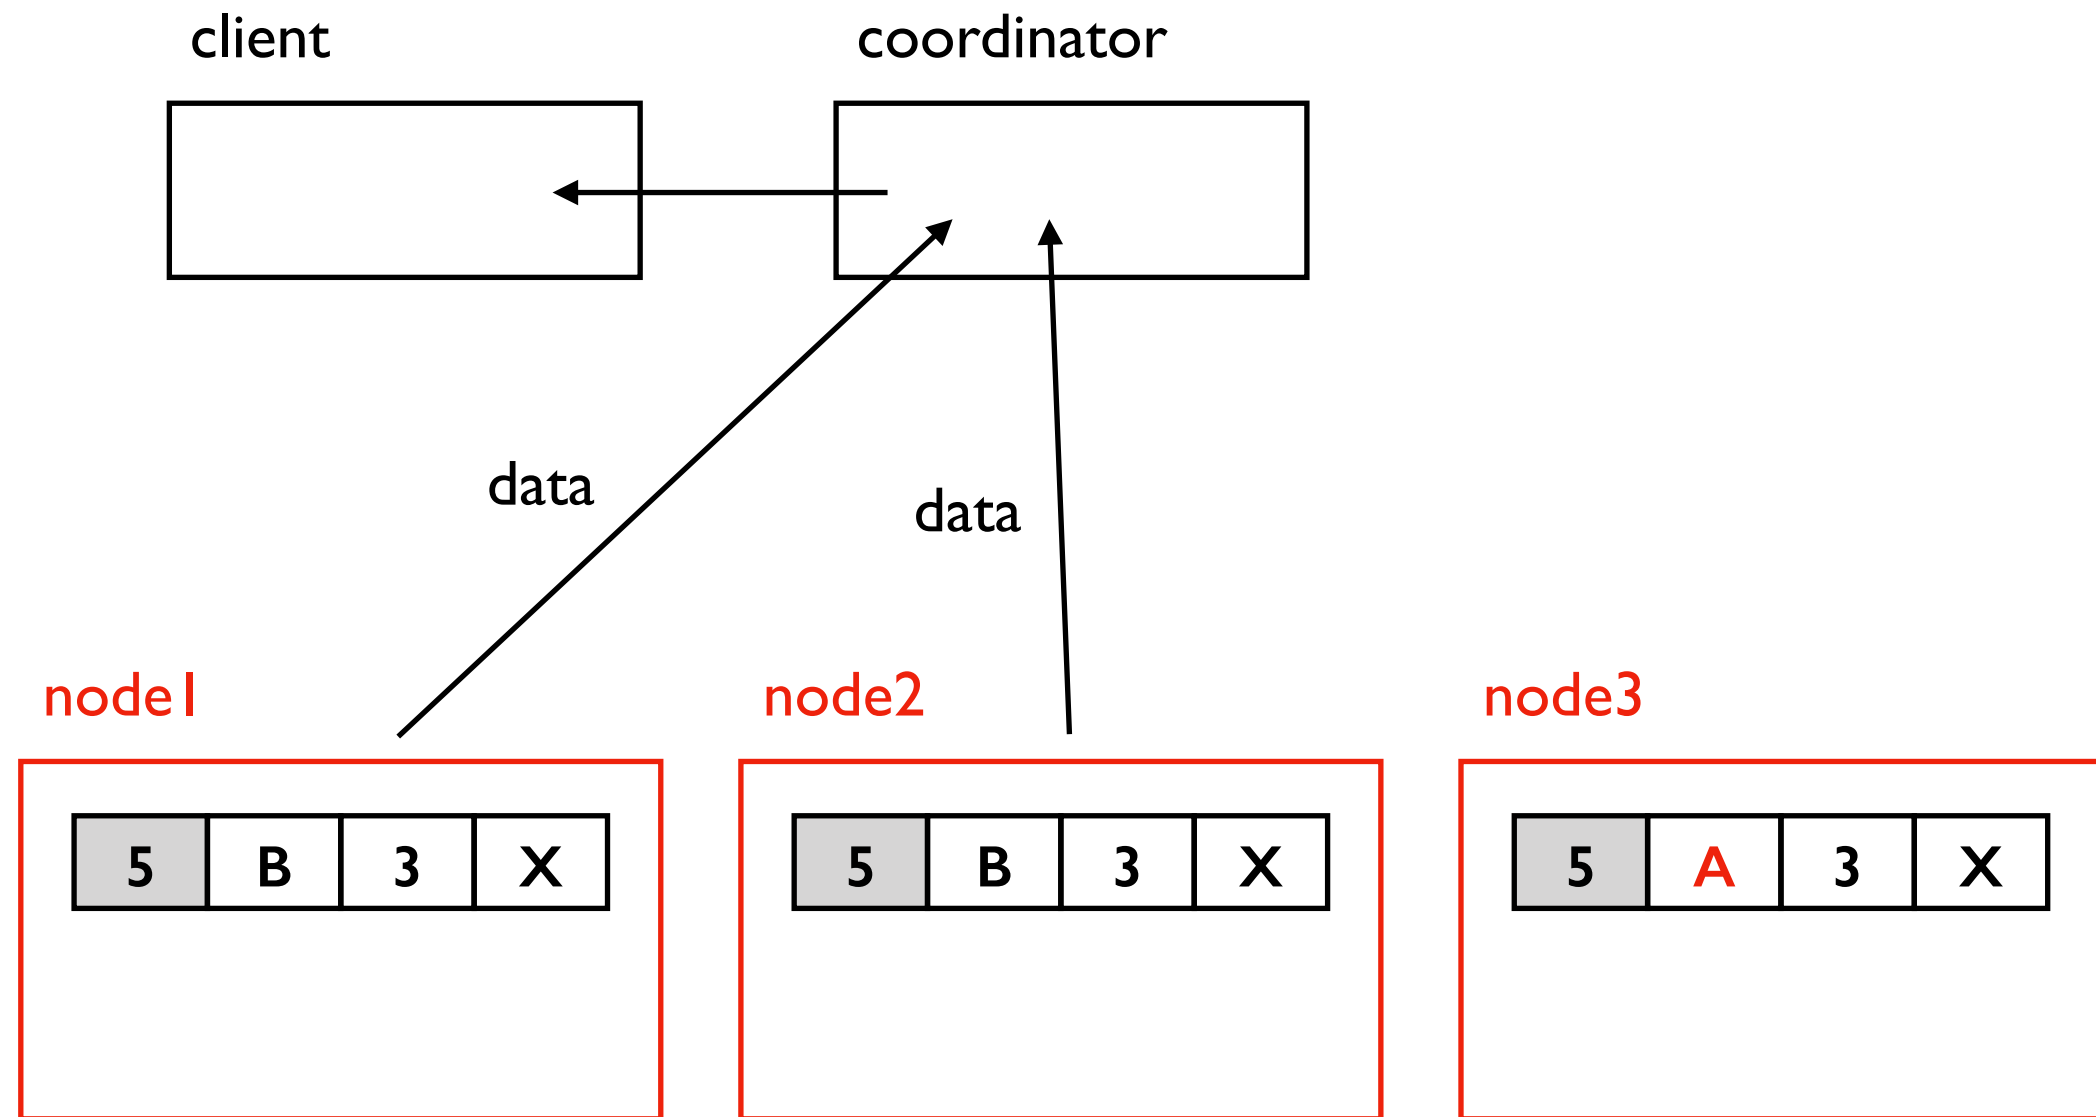 client coordinator
data
data
node1 node2 node3
5 B 3 X 5 B 3 X 5 A 3 X